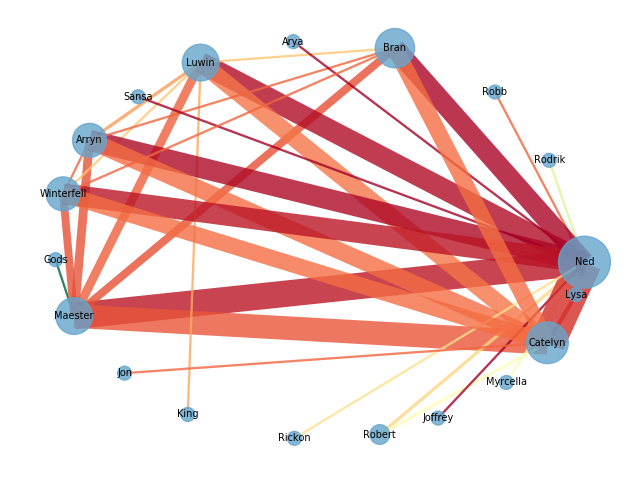 Arya
Bran
Luwin
Robb
Sansa
Arryn
Rodrik
Winterfell
Gods
Ned
Lysa
Maester
Catelyn
Jon
Myrcella
King
Joffrey
Rickon
Robert